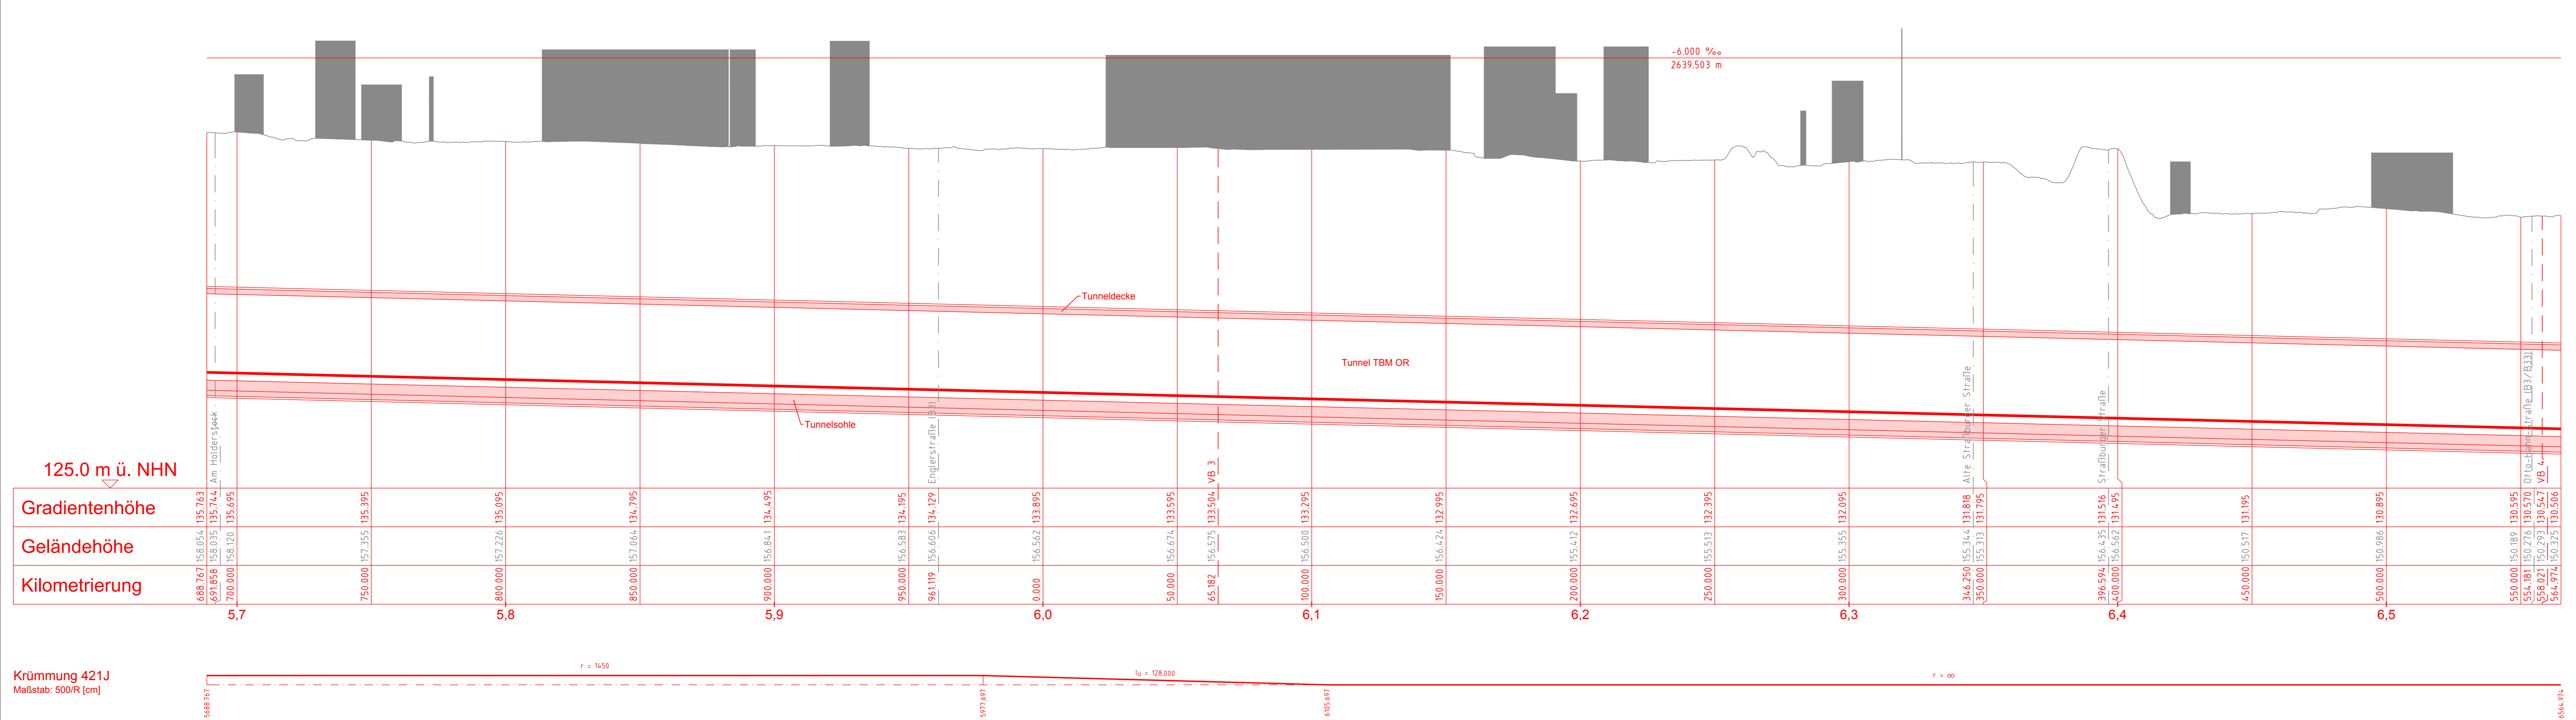 -6.000 ‰
2639.503 m
Tunneldecke
Tunnel TBM OR
Tunnelsohle
Am Holderstock
Englerstraße (B3)
VB 3
Alte Straßburger Straße
Straßburger Straße
Otto-Hahn-Straße (B3/B33)
VB 4
125.0 m ü. NHN
Gradientenhöhe 135.763 135.744 135.695 135.395 135.095 134.795 134.495 134.195 134.129 133.895 133.595 133.504 133.295 132.995 132.695 132.395 132.095 131.818 131.795 131.516 131.495 131.195 130.895 130.595 130.570 130.547 130.506
Geländehöhe 158.054 158.035 158.120 157.355 157.226 157.064 156.841 156.583 156.606 156.562 156.674 156.575 156.500 156.424 155.412 155.513 155.355 155.344 155.313 156.435 156.562 150.517 150.986 150.189 150.276 150.293 150.325
Kilometrierung 688.767 691.858 700.000 750.000 800.000 850.000 900.000 950.000 961.119 0.000 50.000 65.182 100.000 150.000 200.000 250.000 300.000 346.250 350.000 396.594 400.000 450.000 500.000 550.000 554.181 558.021 564.974
5,7 5,8 5,9 6,0 6,1 6,2 6,3 6,4 6,5
Krümmung 421J
Maßstab: 500/R [cm]
r = 1450
lu = 128.000
r = ∞
5688.767 5977.697 6105.697 6564.974